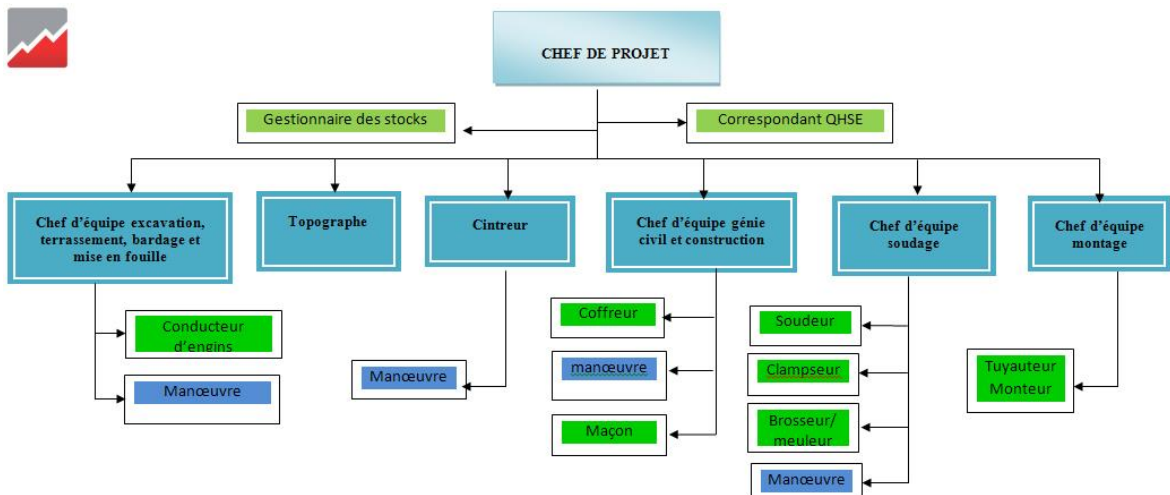 CHEF DE PROJET
Gestionnaire des stocks
Correspondant QHSE
Chef d'équipe excavation,
terrassement, bardage et
mise en fouille
Topographe
Cintreur
Chef d'équipe génie
civil et construction
Chef d'équipe
soudage
Chef d'équipe
montage
Conducteur
d'engins
Manœuvre
Manœuvre
Coffreur
manœuvre
Maçon
Soudeur
Clampseur
Brosseur/
meuleur
Manœuvre
Tuyauteur
Monteur